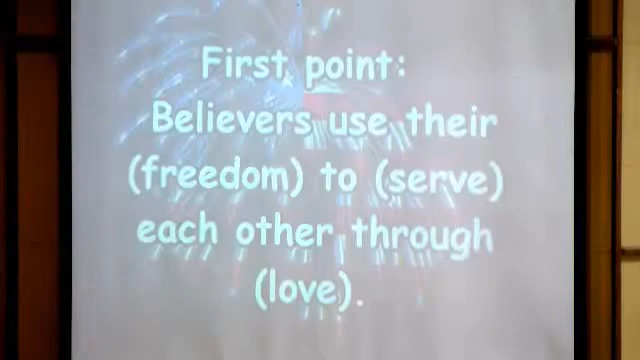 First point:
Believers use their
(freedom) to (serve)
each other through
(love).